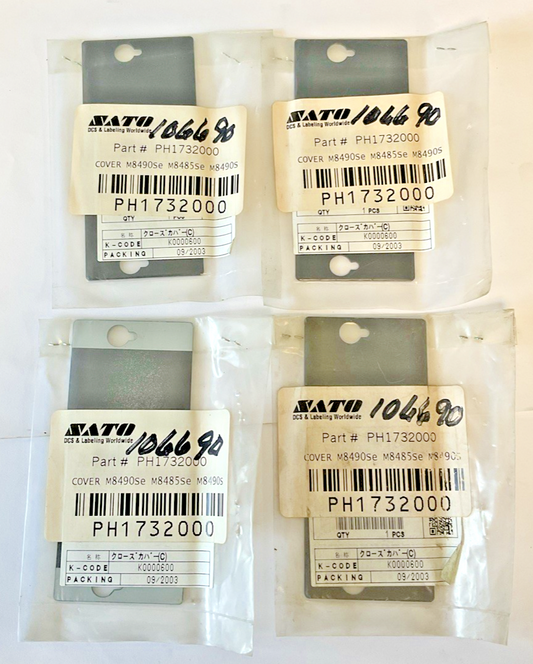 SATO
DCS & Labeling Worldwide
106690
Part # PH1732000
COVER M8490Se M8485Se M8490S
PH1732000
QTY 1 PCS
名称 クローズカバー(C)
K-CODE K0000600
PACKING 09/2003
SATO
DCS & Labeling Worldwide
106690
Part # PH1732000
COVER M8490Se M8485Se M8490S
PH1732000
QTY 1 PCS
名称 クローズカバー(C)
K-CODE K0000600
PACKING 09/2003
SATO
DCS & Labeling Worldwide
106690
Part # PH1732000
COVER M8490Se M8485Se M8490S
PH1732000
名称 クローズカバー(C)
K-CODE K0000600
PACKING 09/2003
SATO
DCS & Labeling Worldwide
106690
Part # PH1732000
COVER M8490Se M8485Se M8490S
PH1732000
QTY 1 PCS
名称 クローズカバー(C)
K-CODE K0000600
PACKING 09/2003